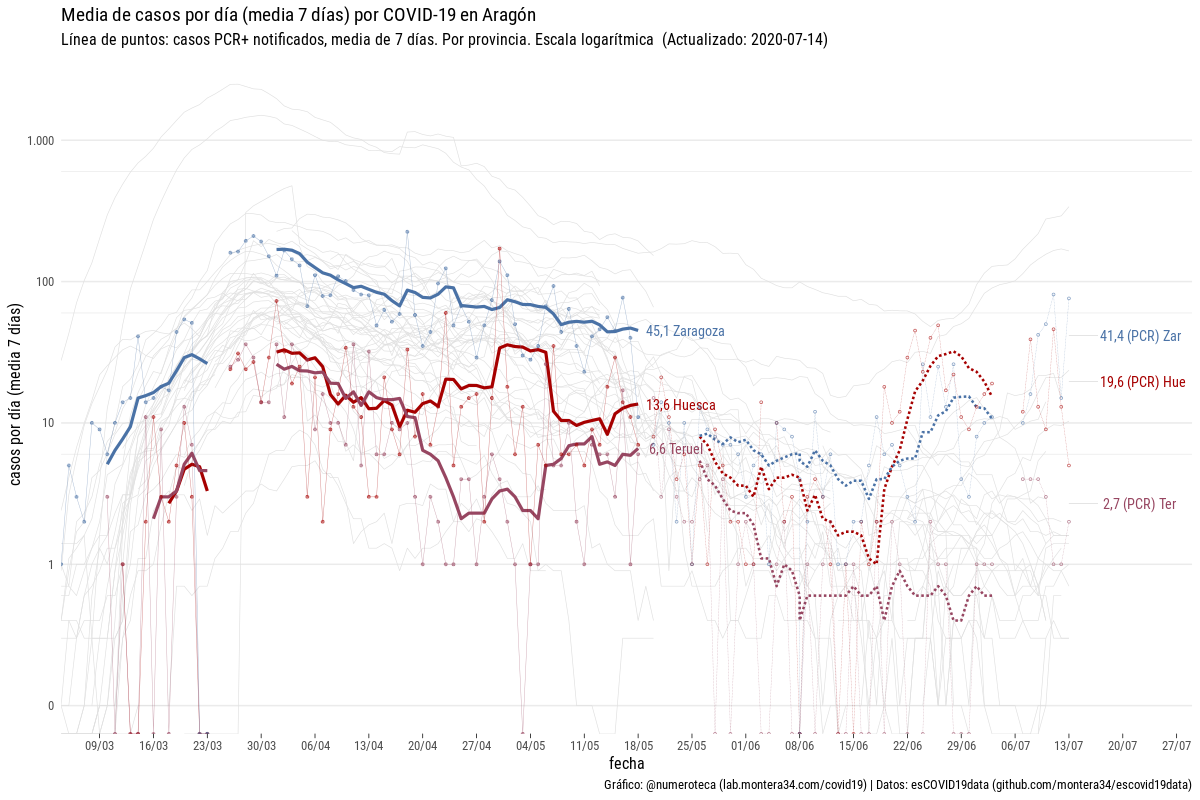 Media de casos por día (media 7 días) por COVID-19 en Aragón
Línea de puntos: casos PCR+ notificados, media de 7 días. Por provincia. Escala logarítmica (Actualizado: 2020-07-14)
casos por día (media 7 días)
1.000
100
10
1
0
45,1 Zaragoza
13,6 Huesca
6,6 Teruel
41,4 (PCR) Zar
19,6 (PCR) Hue
2,7 (PCR) Ter
09/03 16/03 23/03 30/03 06/04 13/04 20/04 27/04 04/05 11/05 18/05 25/05 01/06 08/06 15/06 22/06 29/06 06/07 13/07 20/07 27/07
fecha
Gráfico: @numeroteca (lab.montera34.com/covid19) | Datos: esCOVID19data (github.com/montera34/escovid19data)